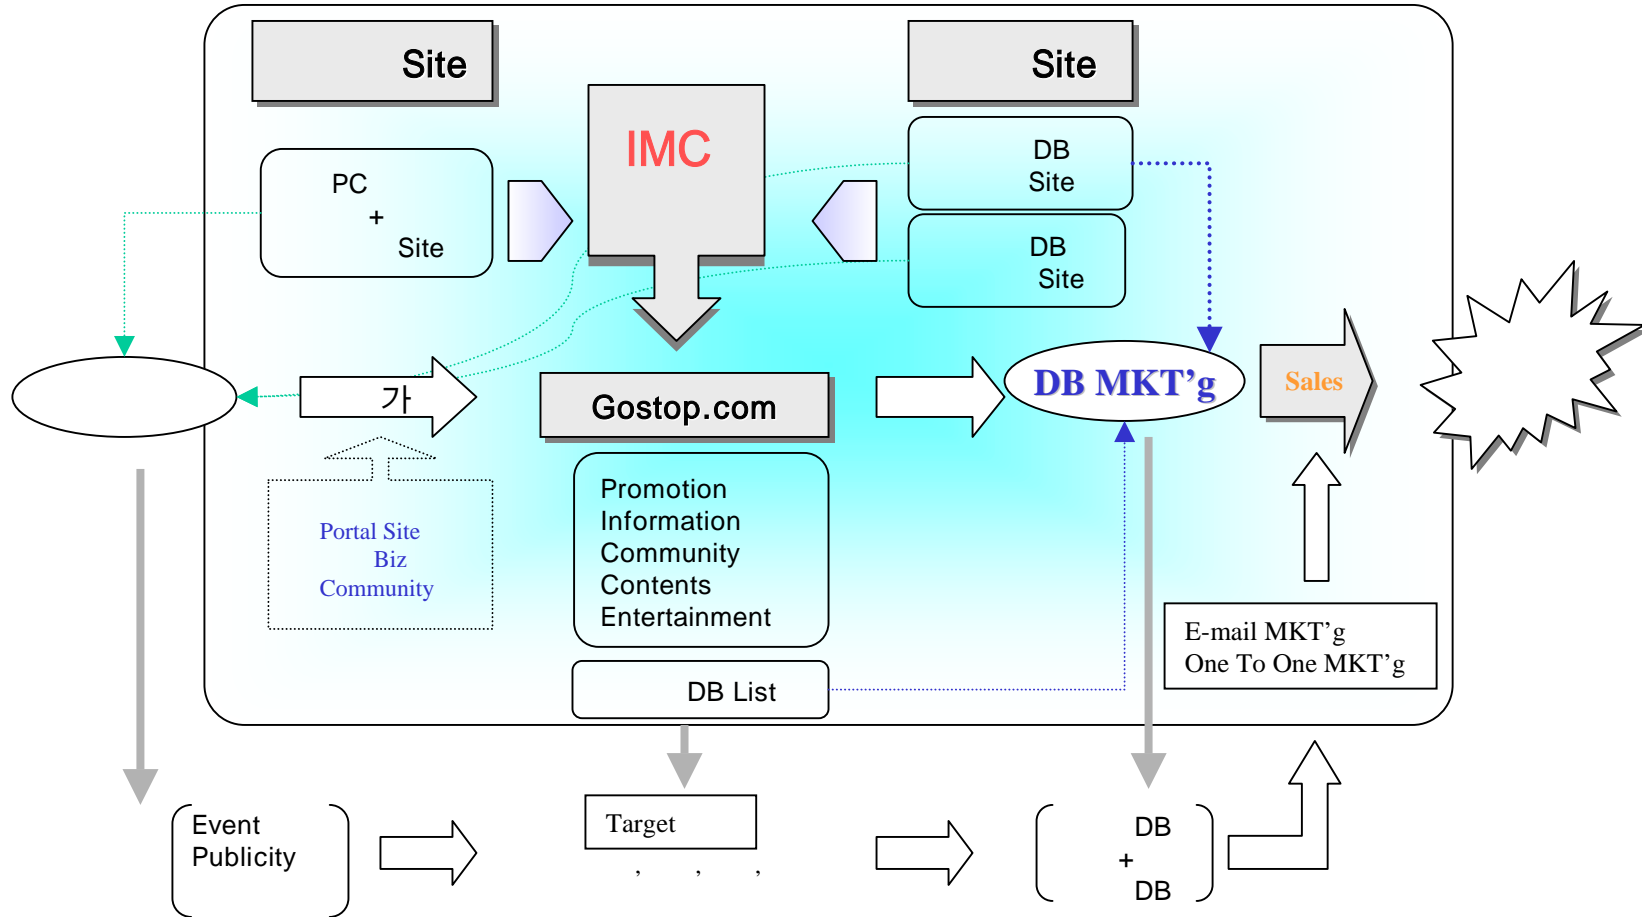 Site
Site
IMC
PC
+
Site
DB
Site
DB
Site
가
Gostop.com
DB MKT’g
Sales
Portal Site
Biz
Community
Promotion
Information
Community
Contents
Entertainment
DB List
E-mail MKT’g
One To One MKT’g
Event
Publicity
Target
, , ,
DB
+
DB